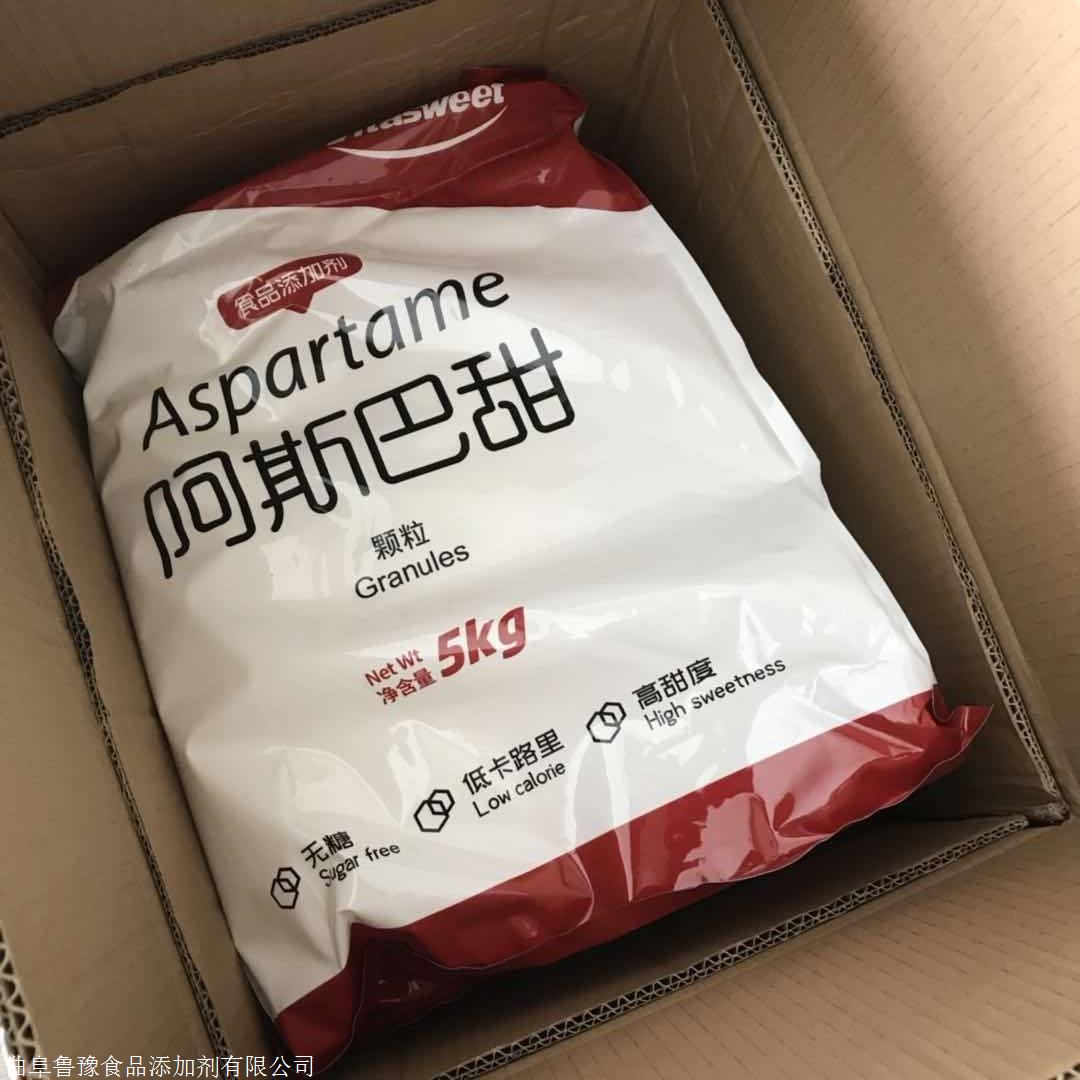 食品添加剂
Aspartame
阿斯巴甜
颗粒
Granules
Net Wt
净含量
5kg
高甜度
High sweetness
低卡路里
Low calorie
无糖
Sugar free
曲阜鲁豫食品添加剂有限公司